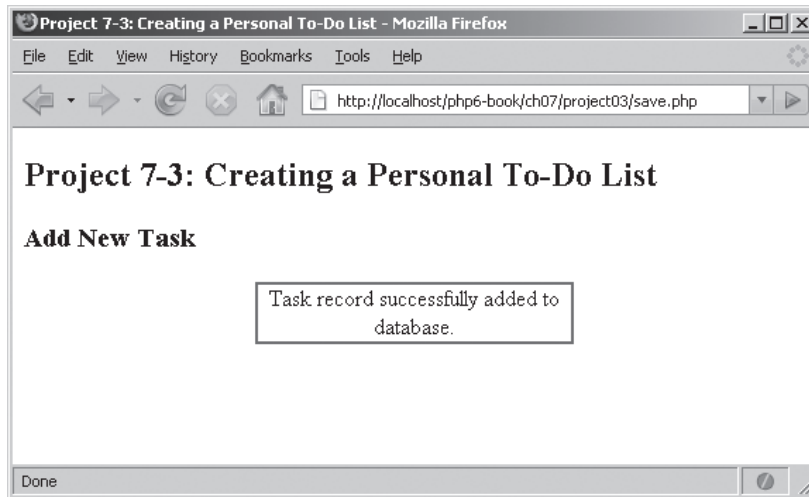 Project 7-3: Creating a Personal To-Do List - Mozilla Firefox
File Edit View History Bookmarks Tools Help
http://localhost/php6-book/ch07/project03/save.php
Project 7-3: Creating a Personal To-Do List
Add New Task
Task record successfully added to
database.
Done